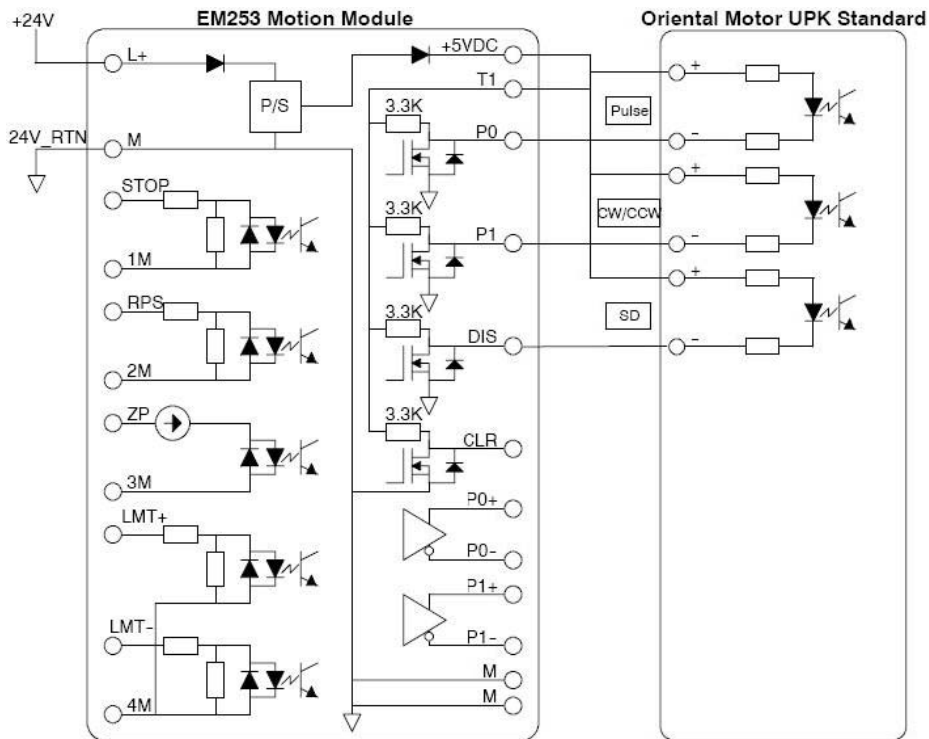 EM253 Motion Module
Oriental Motor UPK Standard
+24V
L+
P/S
24V_RTN
M
STOP
1M
RPS
2M
ZP
3M
LMT+
LMT-
4M
+5VDC
T1
3.3K
P0
3.3K
P1
3.3K
DIS
3.3K
CLR
P0+
P0-
P1+
P1-
M
M
+
Pulse
-
+
CW/CCW
-
+
SD
-